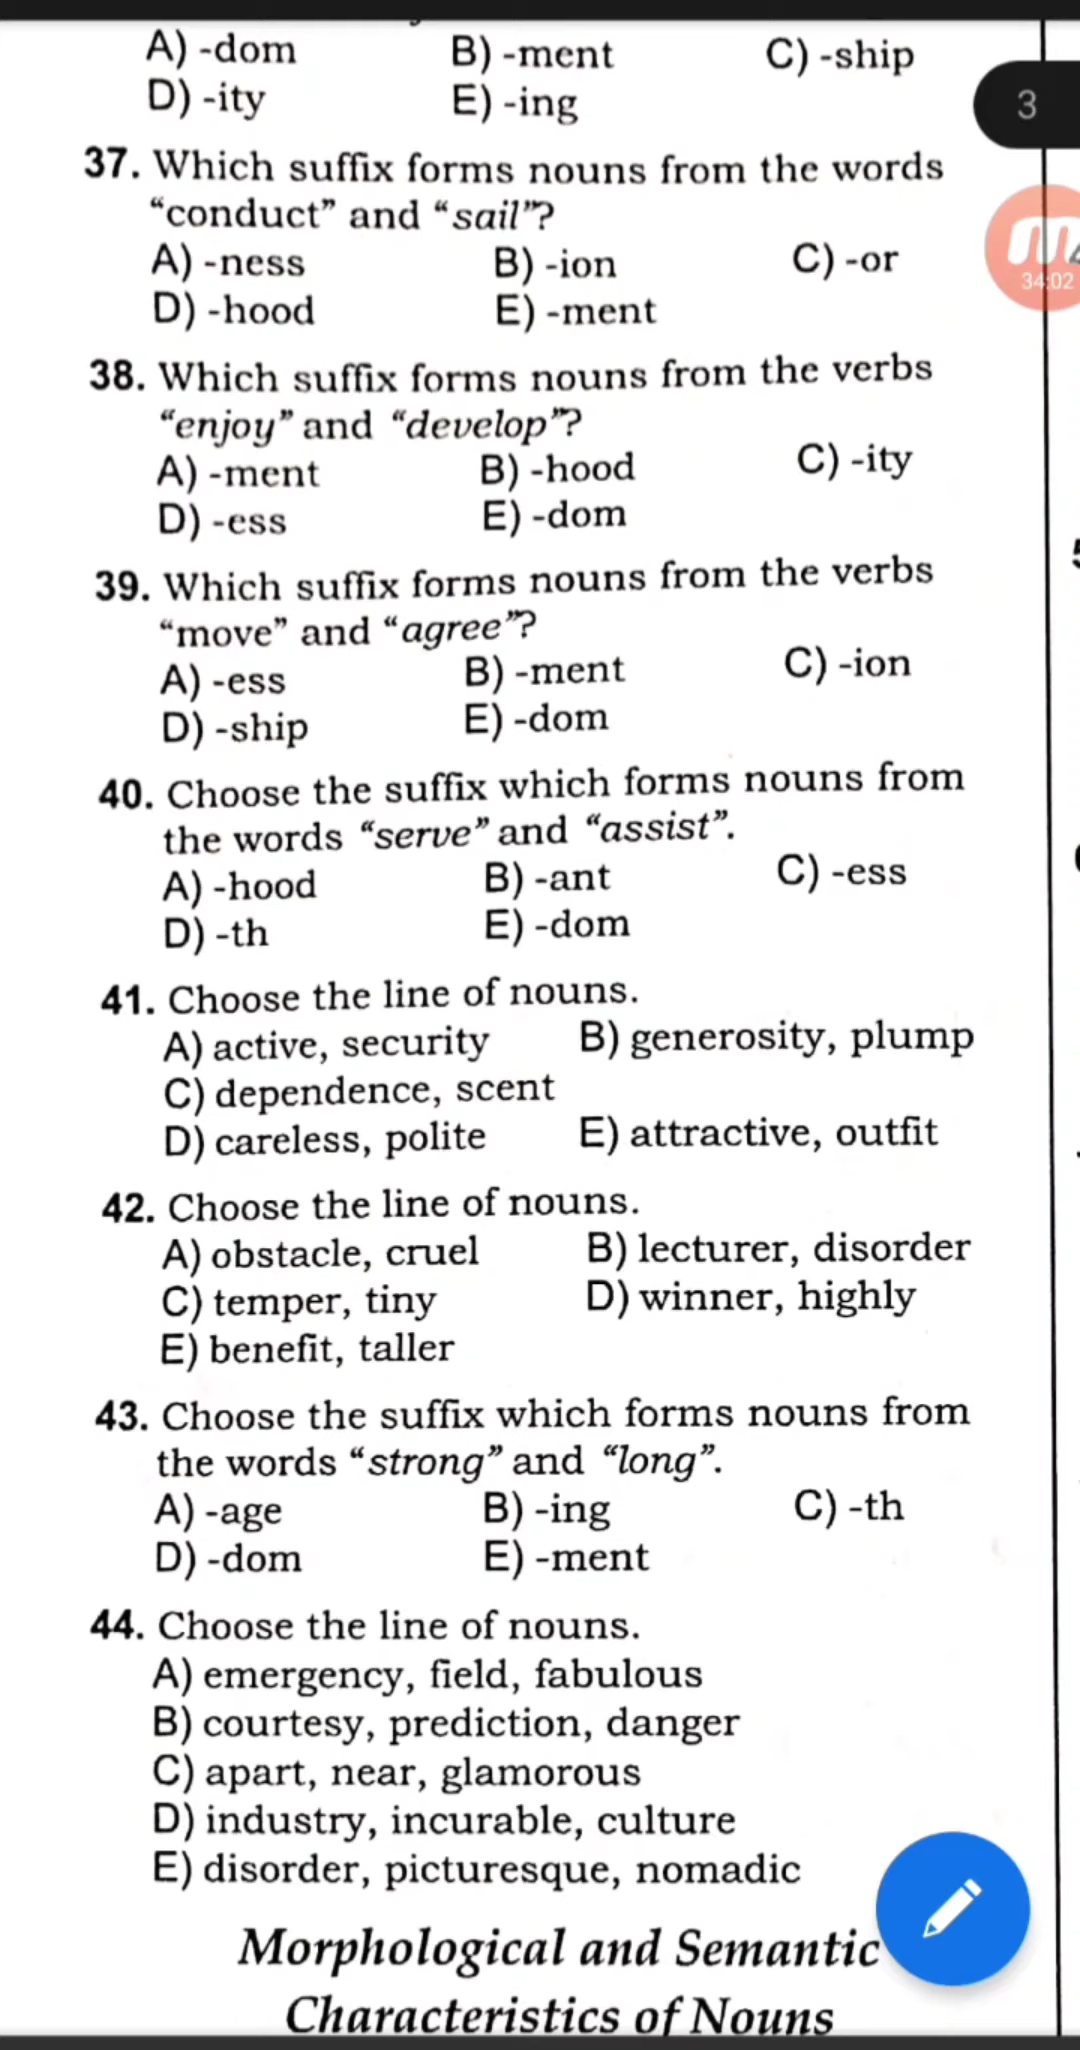 A) -dom B) -ment C) -ship
D) -ity E) -ing
3
37. Which suffix forms nouns from the words
“conduct” and “sail”?
A) -ness B) -ion C) -or
34:02
D) -hood E) -ment
38. Which suffix forms nouns from the verbs
“enjoy” and “develop”?
A) -ment B) -hood C) -ity
D) -ess E) -dom
39. Which suffix forms nouns from the verbs
“move” and “agree”?
A) -ess B) -ment C) -ion
D) -ship E) -dom
40. Choose the suffix which forms nouns from
the words “serve” and “assist”.
A) -hood B) -ant C) -ess
D) -th E) -dom
41. Choose the line of nouns.
A) active, security B) generosity, plump
C) dependence, scent
D) careless, polite E) attractive, outfit
42. Choose the line of nouns.
A) obstacle, cruel B) lecturer, disorder
C) temper, tiny D) winner, highly
E) benefit, taller
43. Choose the suffix which forms nouns from
the words “strong” and “long”.
A) -age B) -ing C) -th
D) -dom E) -ment
44. Choose the line of nouns.
A) emergency, field, fabulous
B) courtesy, prediction, danger
C) apart, near, glamorous
D) industry, incurable, culture
E) disorder, picturesque, nomadic
Morphological and Semantic
Characteristics of Nouns